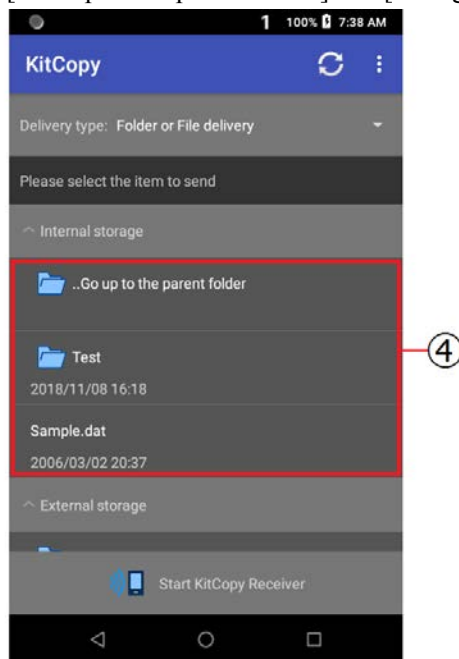 1 100% 7:38 AM
KitCopy
Delivery type: Folder or File delivery
Please select the item to send
Internal storage
..Go up to the parent folder
④
Test
2018/11/08 16:18
Sample.dat
2006/03/02 20:37
External storage
Start KitCopy Receiver